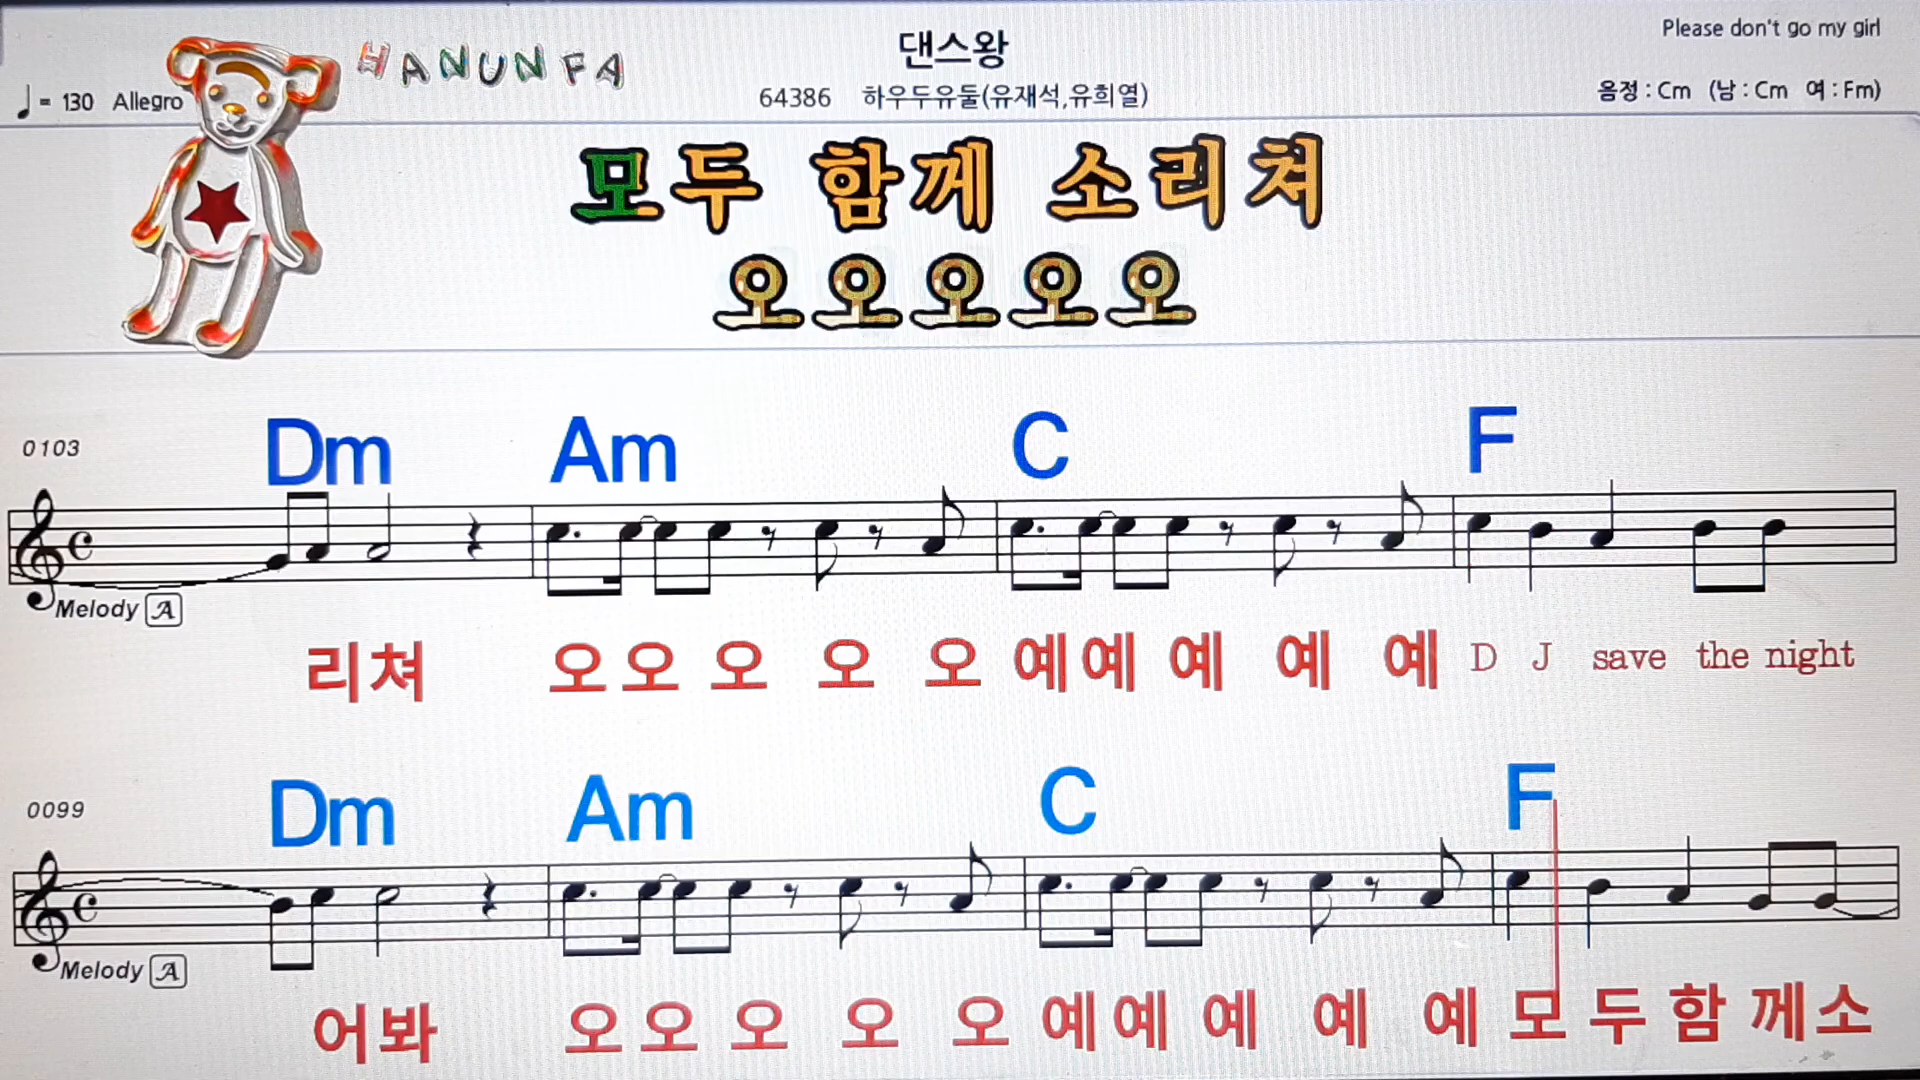 Please don't go my girl
HANUNFA
댄스왕
♩= 130 Allegro
64386 하우두유둘(유재석,유희열)
음정 : Cm (남 : Cm 여 : Fm)
모두 함께 소리쳐
오오오오오
0103
Dm Am C F
Melody A
리쳐 오오 오 오 오 예예 예 예 예 D J save the night
0099
Dm Am C F
Melody A
어봐 오오 오 오 오 예예 예 예 예 모 두 함 께소